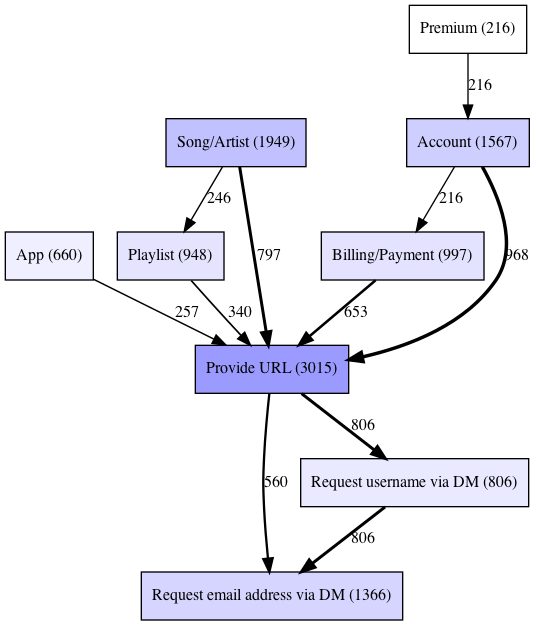 Premium (216)
216
Song/Artist (1949)
Account (1567)
246
216
App (660)
Playlist (948)
797
Billing/Payment (997)
968
257
340
653
Provide URL (3015)
806
560
Request username via DM (806)
806
Request email address via DM (1366)